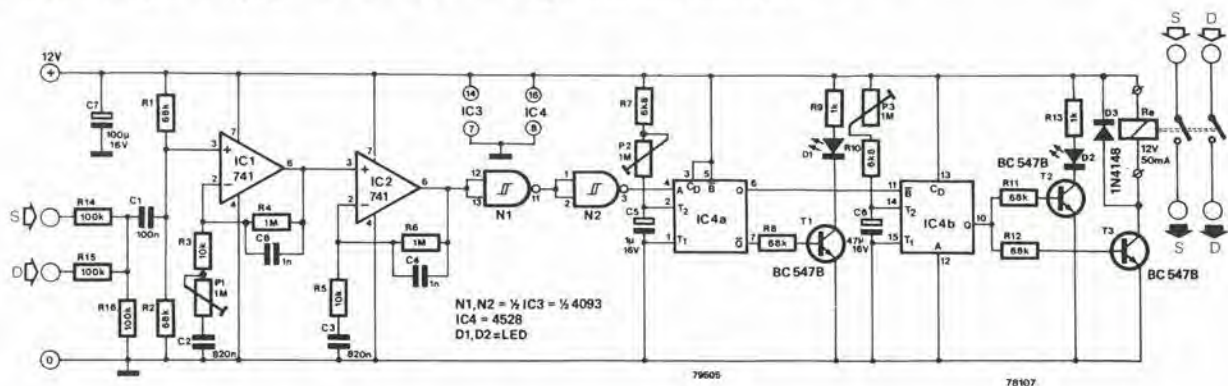 12V
+
C7
100µ
16V
R1
68k
S
R14
100k
C1
100n
D
R15
100k
R16
100k
R2
68k
0
3
7
2
4
6
IC1
741
R3
10k
P1
1M
C2
820n
R4
1M
C8
1n
3
7
2
4
6
IC2
741
R5
10k
C3
820n
R6
1M
C4
1n
14
IC3
7
16
IC4
8
12
13
11
N1
1
2
3
N2
N1,N2 = ½ IC3 = ½ 4093
IC4 = 4528
D1,D2=LED
R7
6k8
P2
1M
C5
1µ
16V
4
2
1
3
5
A
CD
B
T2
T1
Q
Q
IC4a
6
7
R8
68k
R9
1k
D1
T1
BC 547B
P3
1M
R10
6k8
C6
47µ
16V
11
14
15
13
B
CD
T2
T1
Q
A
IC4b
10
12
R11
68k
R12
68k
R13
1k
D2
BC 547B
T2
D3
1N4148
Re
12V
50mA
T3
BC 547B
S
D
S
D
79505
78107